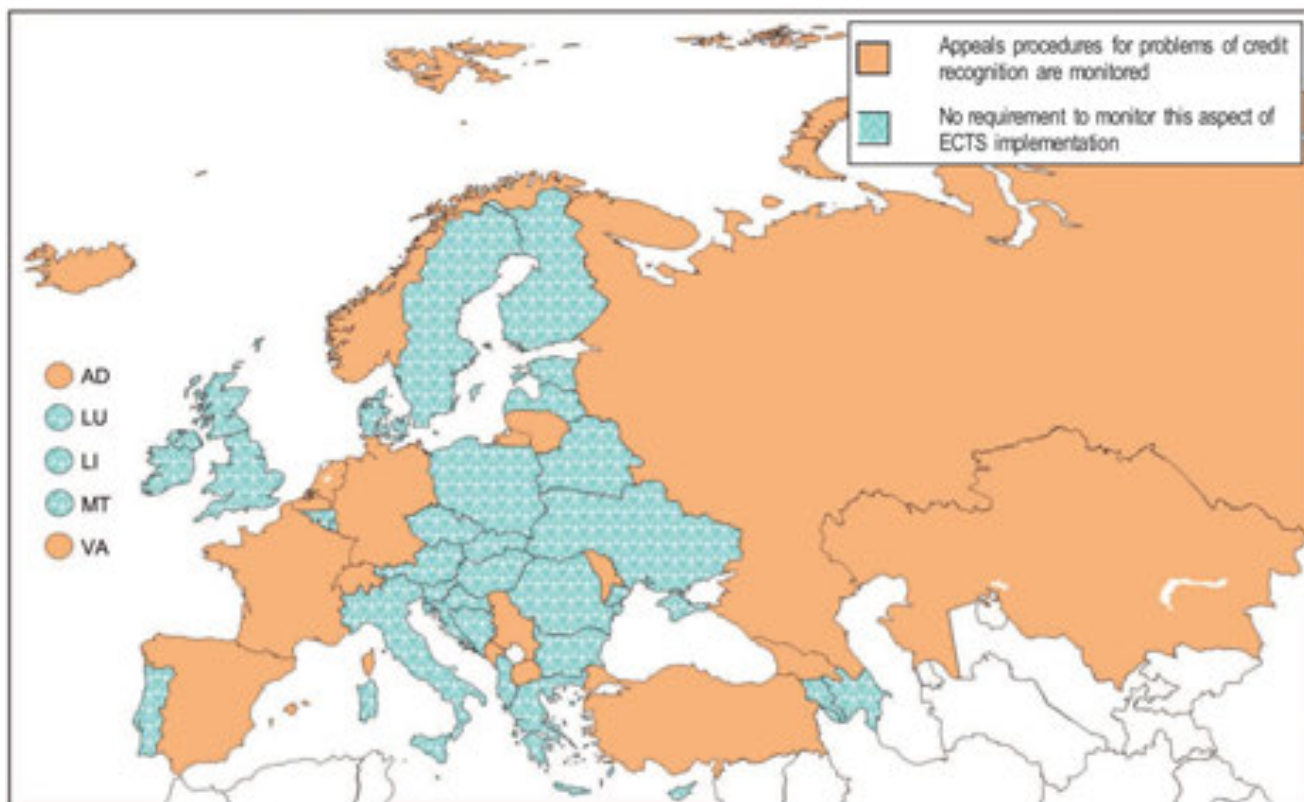 Appeals procedures for problems of credit
recognition are monitored
No requirement to monitor this aspect of
ECTS implementation
AD
LU
LI
MT
VA